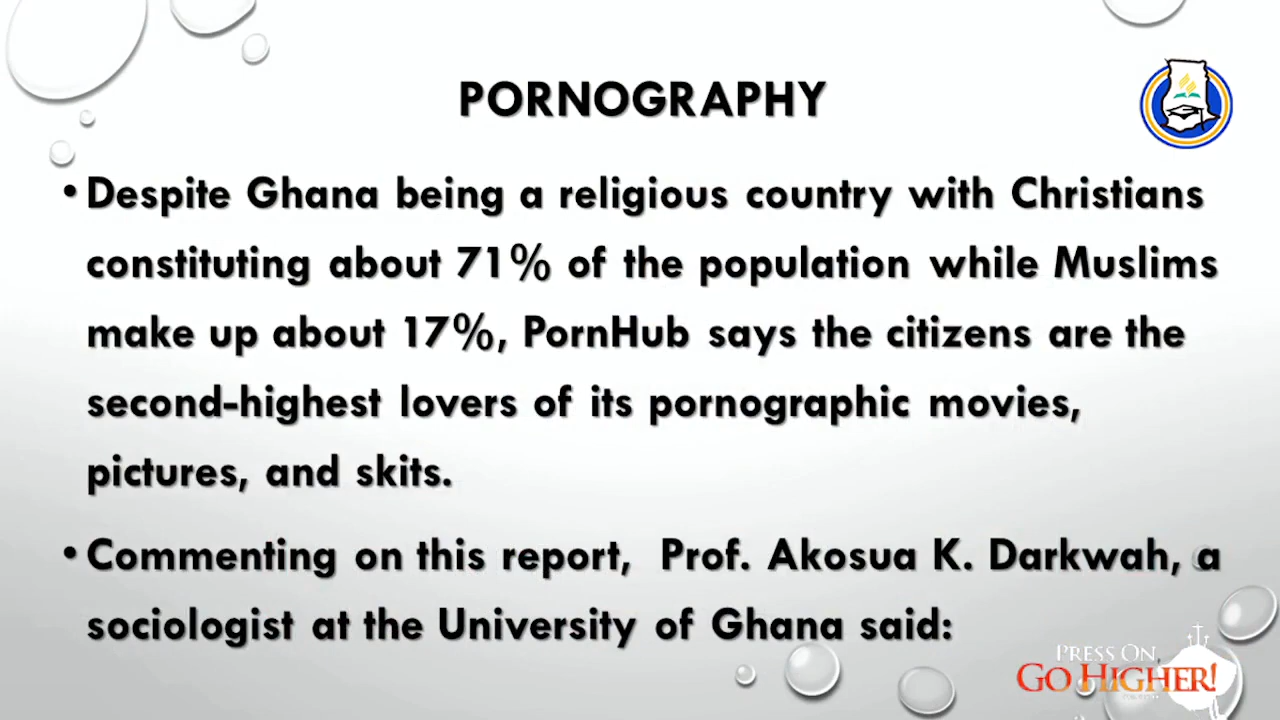 PORNOGRAPHY
• Despite Ghana being a religious country with Christians
constituting about 71% of the population while Muslims
make up about 17%, PornHub says the citizens are the
second-highest lovers of its pornographic movies,
pictures, and skits.
• Commenting on this report, Prof. Akosua K. Darkwah, a
sociologist at the University of Ghana said:
PRESS ON,
GO HIGHER!